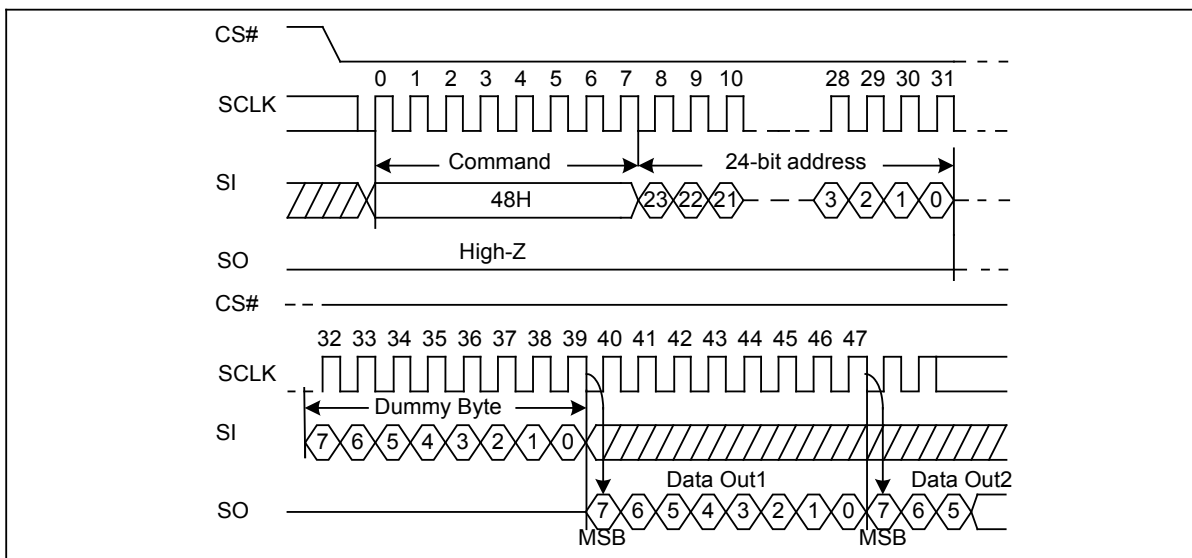 CS#
0 1 2 3 4 5 6 7 8 9 10 28 29 30 31
SCLK
Command 24-bit address
SI
48H 23 22 21 3 2 1 0
High-Z
SO
CS#
32 33 34 35 36 37 38 39 40 41 42 43 44 45 46 47
SCLK
Dummy Byte
SI
7 6 5 4 3 2 1 0
Data Out1 Data Out2
SO
7 6 5 4 3 2 1 0 7 6 5
MSB MSB